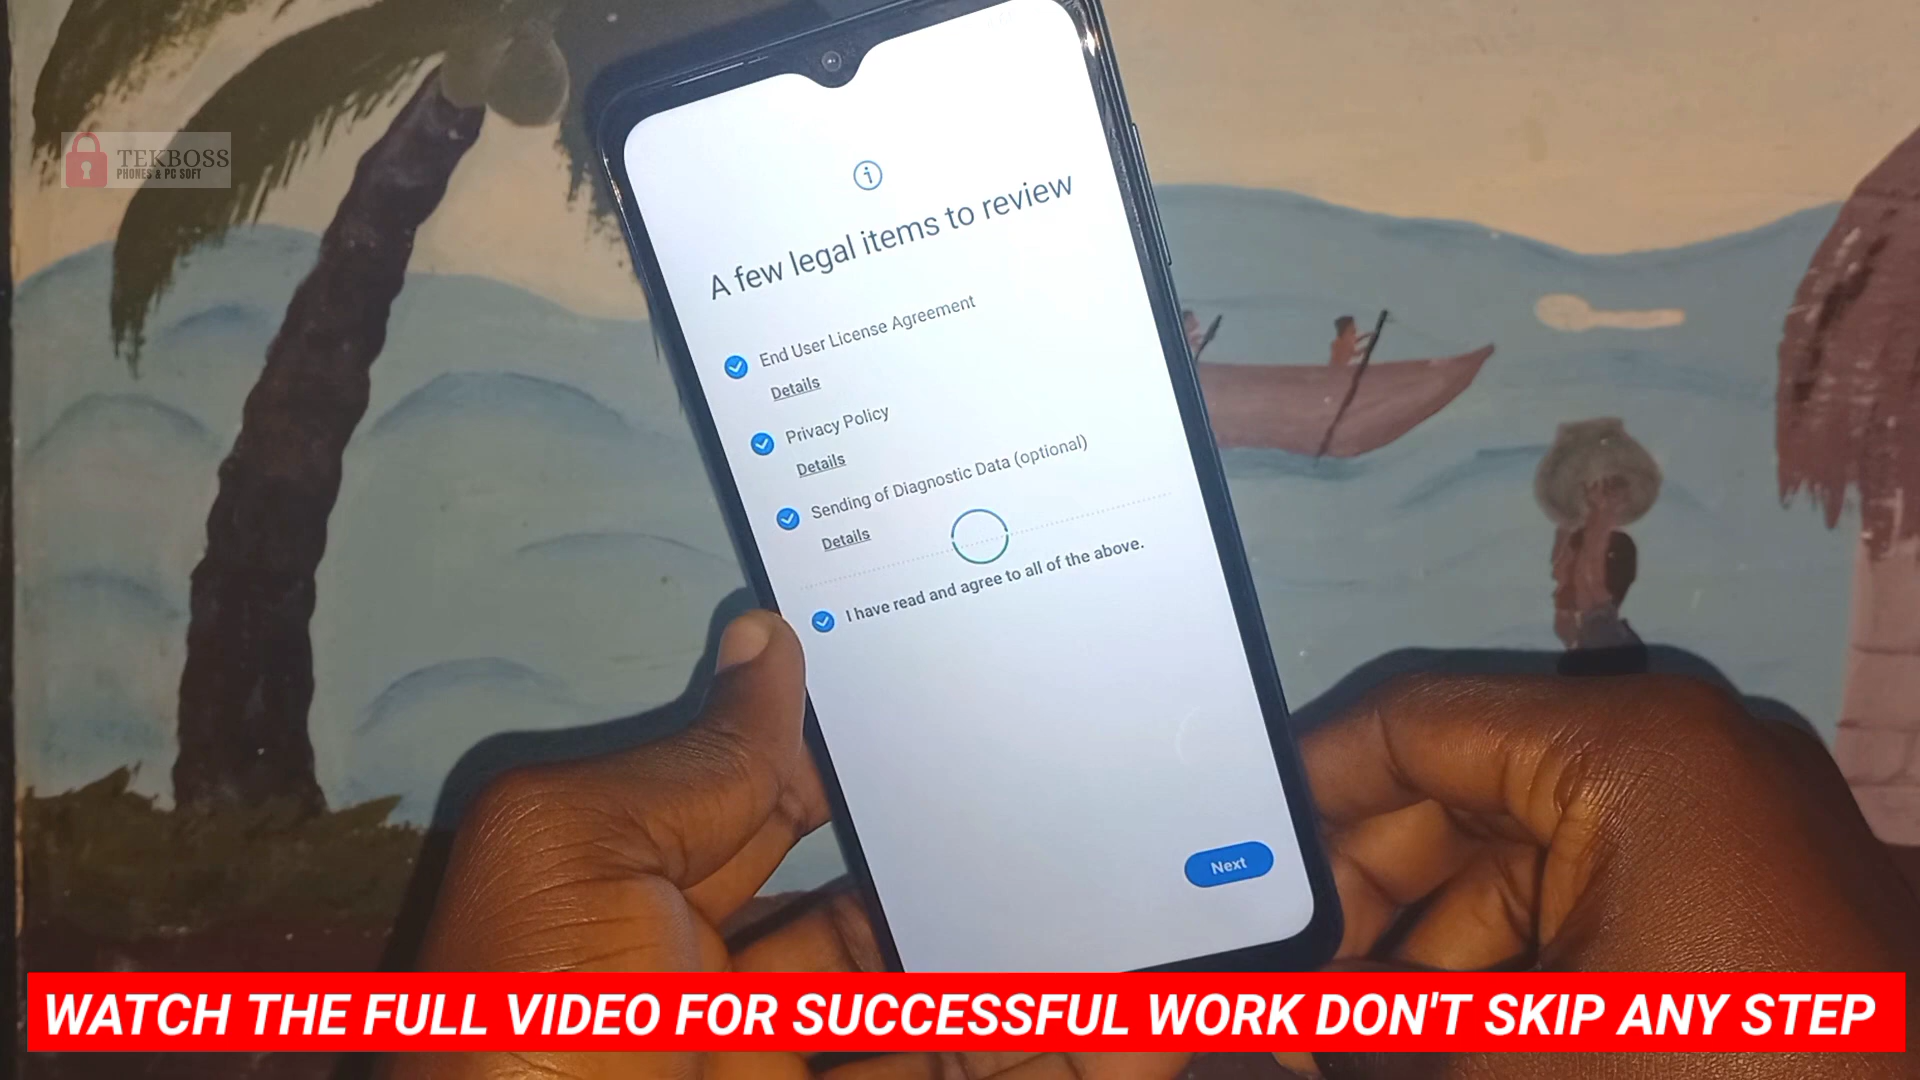 TEKBOSS
PHONES & PC SOFT
A few legal items to review
End User License Agreement
Details
Privacy Policy
Details
Sending of Diagnostic Data (optional)
Details
I have read and agree to all of the above.
Next
WATCH THE FULL VIDEO FOR SUCCESSFUL WORK DON'T SKIP ANY STEP